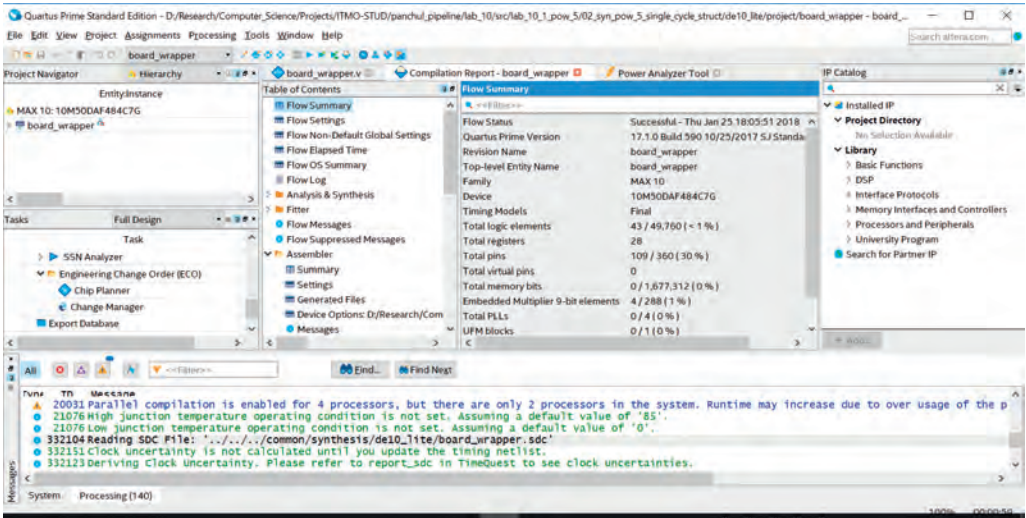 Quartus Prime Standard Edition - D:/Research/Computer_Science/Projects/ITMO-STUD/panchul_pipeline/lab_10/src/lab_10_1_pow_5/02_syn_pow_5_single_cycle_struct/de10_lite/project/board_wrapper - board_...
File Edit View Project Assignments Processing Tools Window Help
Search altera.com
board_wrapper
Project Navigator Hierarchy
Entity:Instance
MAX 10: 10M50DAF484C7G
board_wrapper
Tasks Full Design
Task
SSN Analyzer
Engineering Change Order (ECO)
Chip Planner
Change Manager
Export Database
board_wrapper.v
Compilation Report - board_wrapper
Power Analyzer Tool
Table of Contents
Flow Summary
Flow Settings
Flow Non-Default Global Settings
Flow Elapsed Time
Flow OS Summary
Flow Log
Analysis & Synthesis
Fitter
Flow Messages
Flow Suppressed Messages
Assembler
Summary
Settings
Generated Files
Device Options: D:/Research/Com
Messages
Flow Summary
<<Filter>>
Flow Status Successful - Thu Jan 25 18:05:51 2018
Quartus Prime Version 17.1.0 Build 590 10/25/2017 SJ Standa
Revision Name board_wrapper
Top-level Entity Name board_wrapper
Family MAX 10
Device 10M50DAF484C7G
Timing Models Final
Total logic elements 43 / 49,760 ( < 1 % )
Total registers 28
Total pins 109 / 360 ( 30 % )
Total virtual pins 0
Total memory bits 0 / 1,677,312 ( 0 % )
Embedded Multiplier 9-bit elements 4 / 288 ( 1 % )
Total PLLs 0 / 4 ( 0 % )
UFM blocks 0 / 1 ( 0 % )
IP Catalog
Installed IP
Project Directory
No Selection Available
Library
Basic Functions
DSP
Interface Protocols
Memory Interfaces and Controllers
Processors and Peripherals
University Program
Search for Partner IP
+ Add...
All <<Filter>> Find... Find Next
Type ID Message
20031 Parallel compilation is enabled for 4 processors, but there are only 2 processors in the system. Runtime may increase due to over usage of the p
21076 High junction temperature operating condition is not set. Assuming a default value of '85'.
21076 Low junction temperature operating condition is not set. Assuming a default value of '0'.
332104 Reading SDC File: '../../../common/synthesis/de10_lite/board_wrapper.sdc'
332151 Clock uncertainty is not calculated until you update the timing netlist.
332123 Deriving Clock Uncertainty. Please refer to report_sdc in TimeQuest to see clock uncertainties.
Messages
System Processing (140)
100% 00:00:59